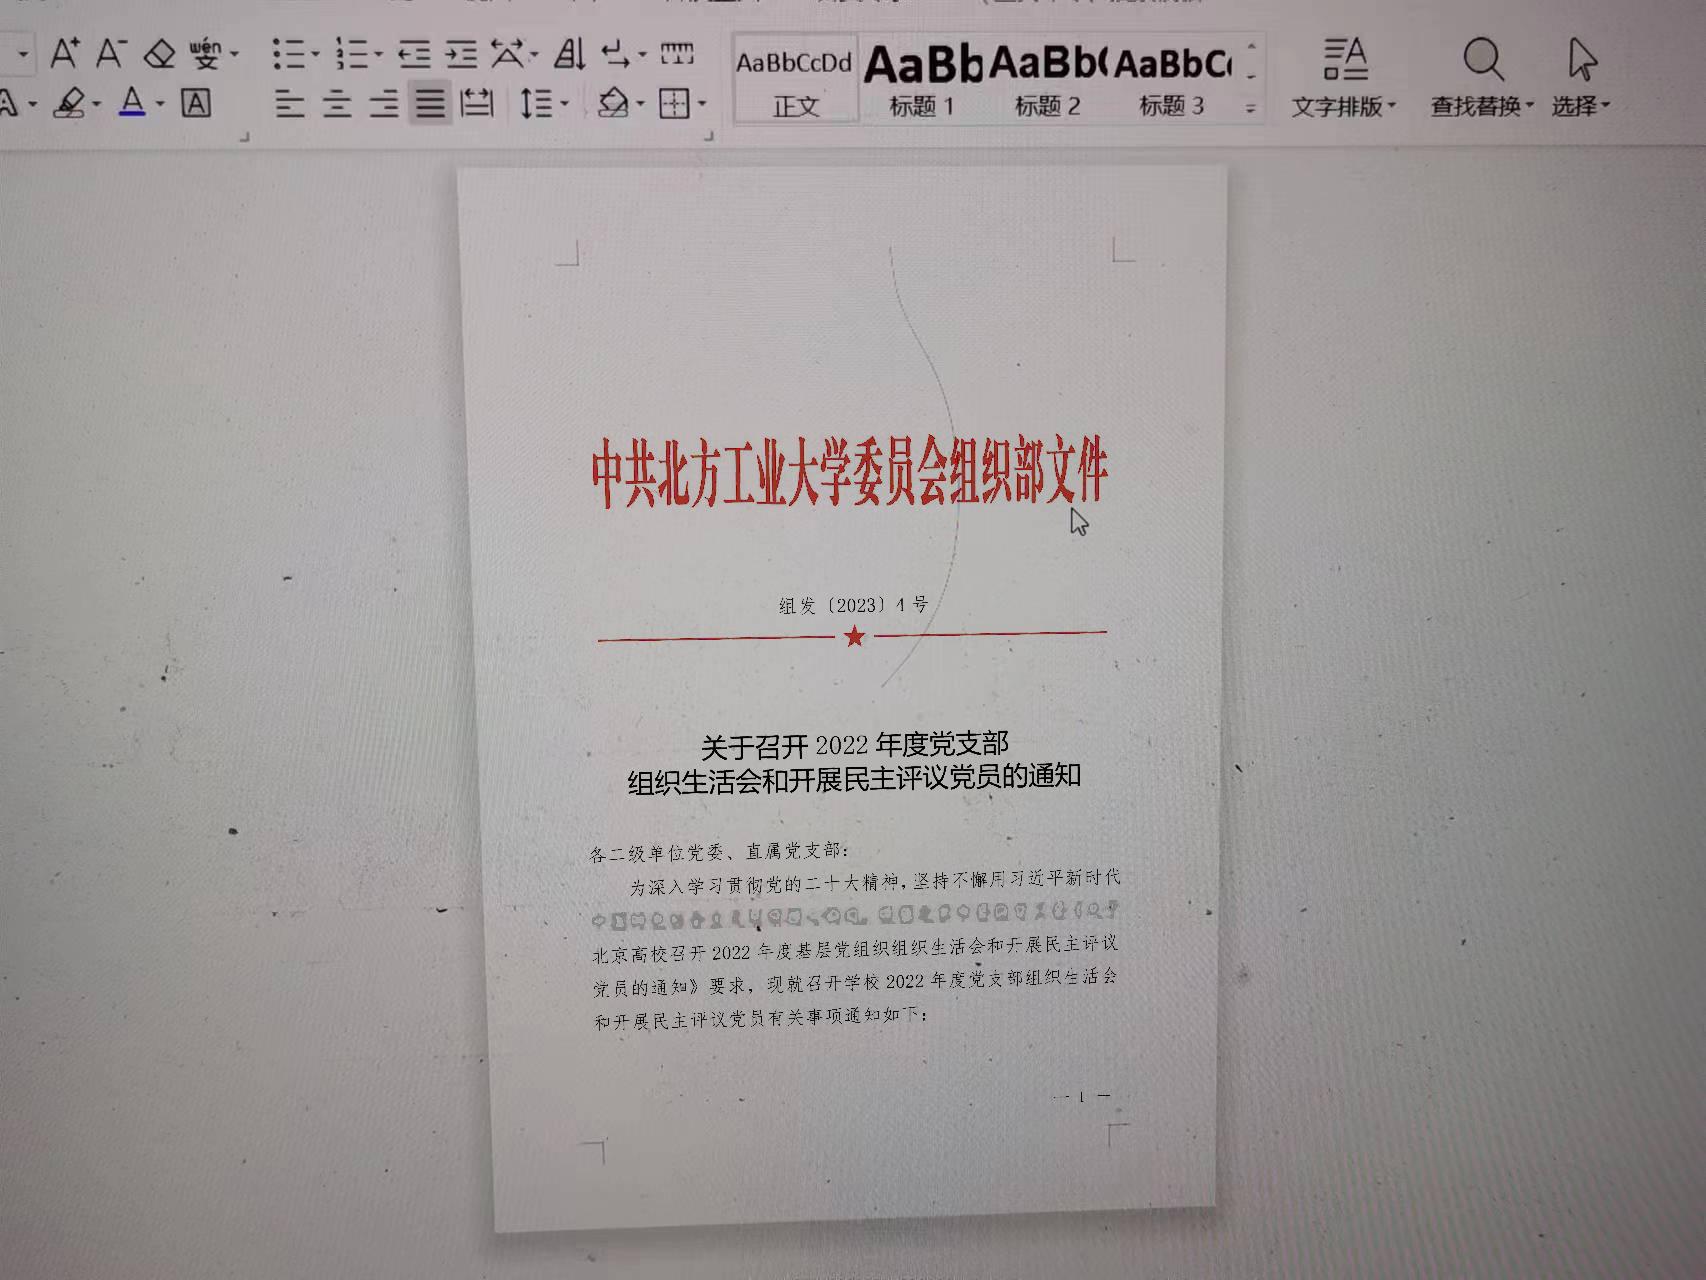 wén
AaBbCcDd AaBb AaBb( AaBbC
正文 标题 1 标题 2 标题 3 文字排版 查找替换 选择
中共北方工业大学委员会组织部文件
组发〔2023〕4 号
关于召开 2022 年度党支部
组织生活会和开展民主评议党员的通知
各二级单位党委、直属党支部：
为深入学习贯彻党的二十大精神，坚持不懈用习近平新时代
北京高校召开 2022 年度基层党组织组织生活会和开展民主评议
党员的通知》要求，现就召开学校 2022 年度党支部组织生活会
和开展民主评议党员有关事项通知如下：
— 1 —